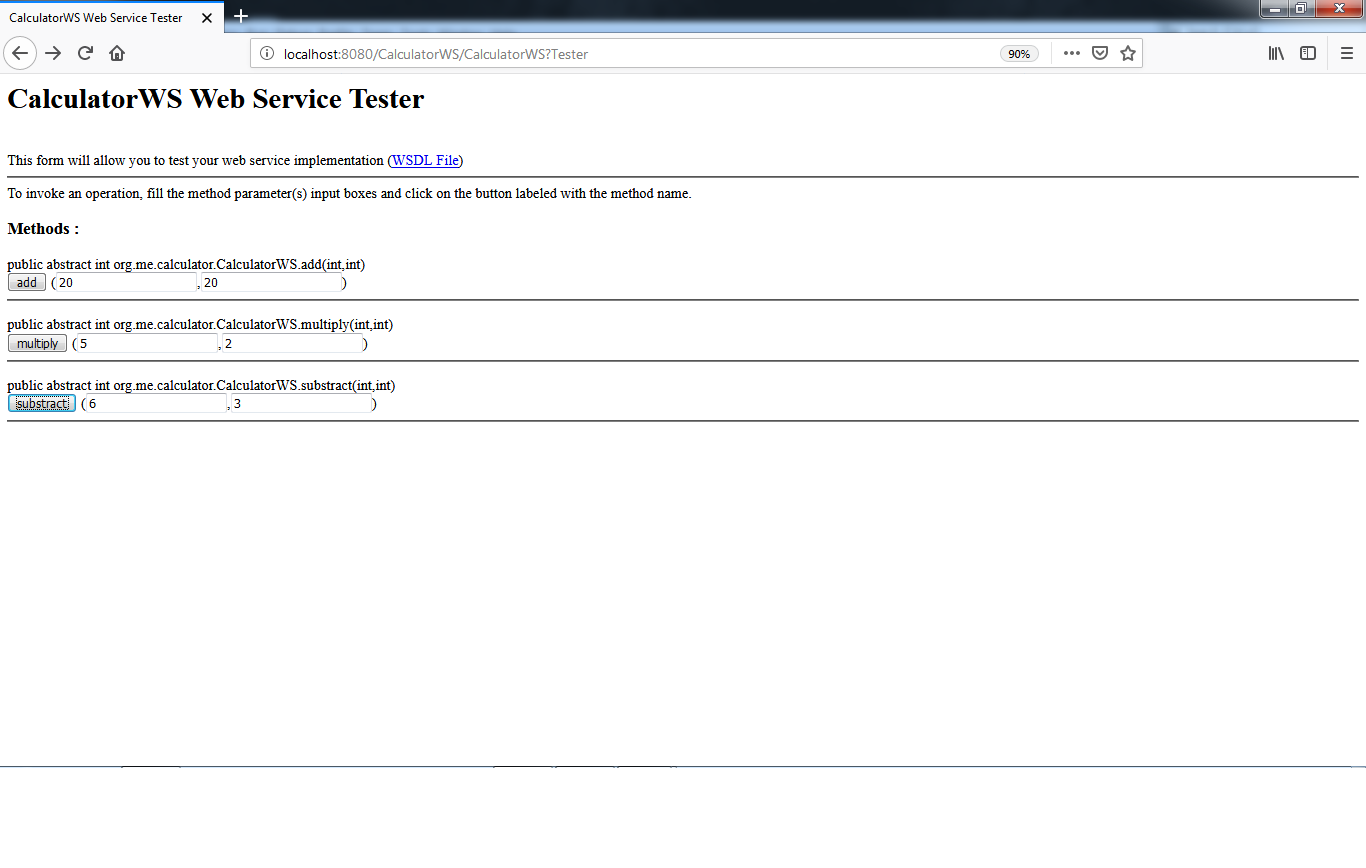 CalculatorWS Web Service Tester
localhost:8080/CalculatorWS/CalculatorWS?Tester 90%
CalculatorWS Web Service Tester
This form will allow you to test your web service implementation (WSDL File)
To invoke an operation, fill the method parameter(s) input boxes and click on the button labeled with the method name.
Methods :
public abstract int org.me.calculator.CalculatorWS.add(int,int)
add (20 ,20 )
public abstract int org.me.calculator.CalculatorWS.multiply(int,int)
multiply (5 ,2 )
public abstract int org.me.calculator.CalculatorWS.substract(int,int)
substract (6 ,3 )